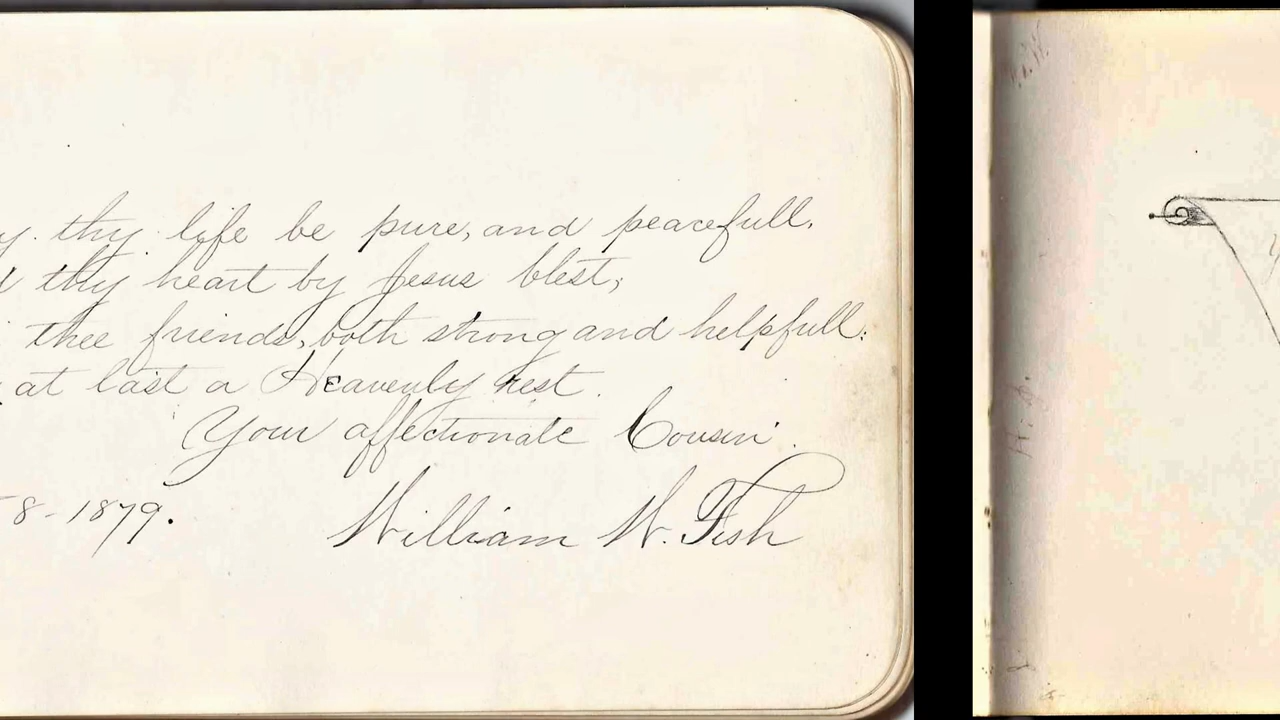 thy life be pure, and peacefull,
thy heart by Jesus blest;
thee friends, both strong and helpfull:
at last a Heavenly rest.
Your affectionate Cousin.
8-1879.
William W. Fish